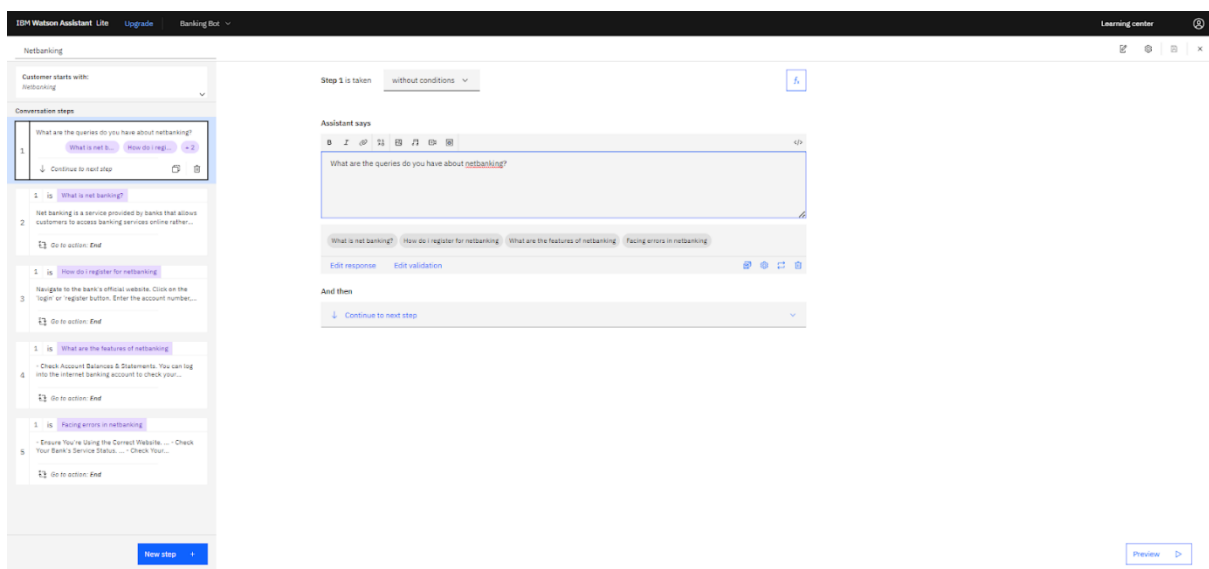 IBM Watson Assistant Lite Upgrade Banking Bot Learning center
Netbanking
Customer starts with:
Netbanking
Conversation steps
1
What are the queries do you have about netbanking?
What is net b... How do i regi... + 2
Continue to next step
2
1 is What is net banking?
Net banking is a service provided by banks that allows
customers to access banking services online rather...
Go to action: End
3
1 is How do i register for netbanking
Navigate to the bank's official website. Click on the
'login' or 'register button. Enter the account number,...
Go to action: End
4
1 is What are the features of netbanking
- Check Account Balances & Statements. You can log
into the internet banking account to check your...
Go to action: End
5
1 is Facing errors in netbanking
- Ensure You're Using the Correct Website. ... - Check
Your Bank's Service Status. ... - Check Your...
Go to action: End
New step +
Step 1 is taken without conditions
fx
Assistant says
B I </>
What are the queries do you have about netbanking?
What is net banking? How do i register for netbanking What are the features of netbanking Facing errors in netbanking
Edit response Edit validation
And then
Continue to next step
Preview